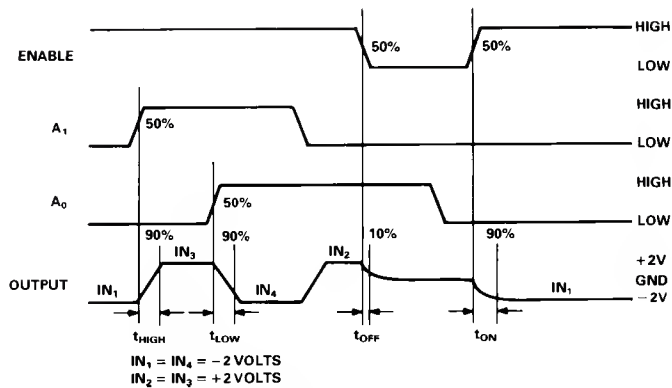 HIGH
ENABLE 50% 50%
LOW
HIGH
A₁ 50%
LOW
HIGH
A₀ 50%
LOW
90% IN₃ 90% IN₂ 10% 90% +2V
OUTPUT IN₁ IN₄ IN₁ GND
−2V
tHIGH tLOW tOFF tON
IN₁ = IN₄ = −2 VOLTS
IN₂ = IN₃ = +2 VOLTS